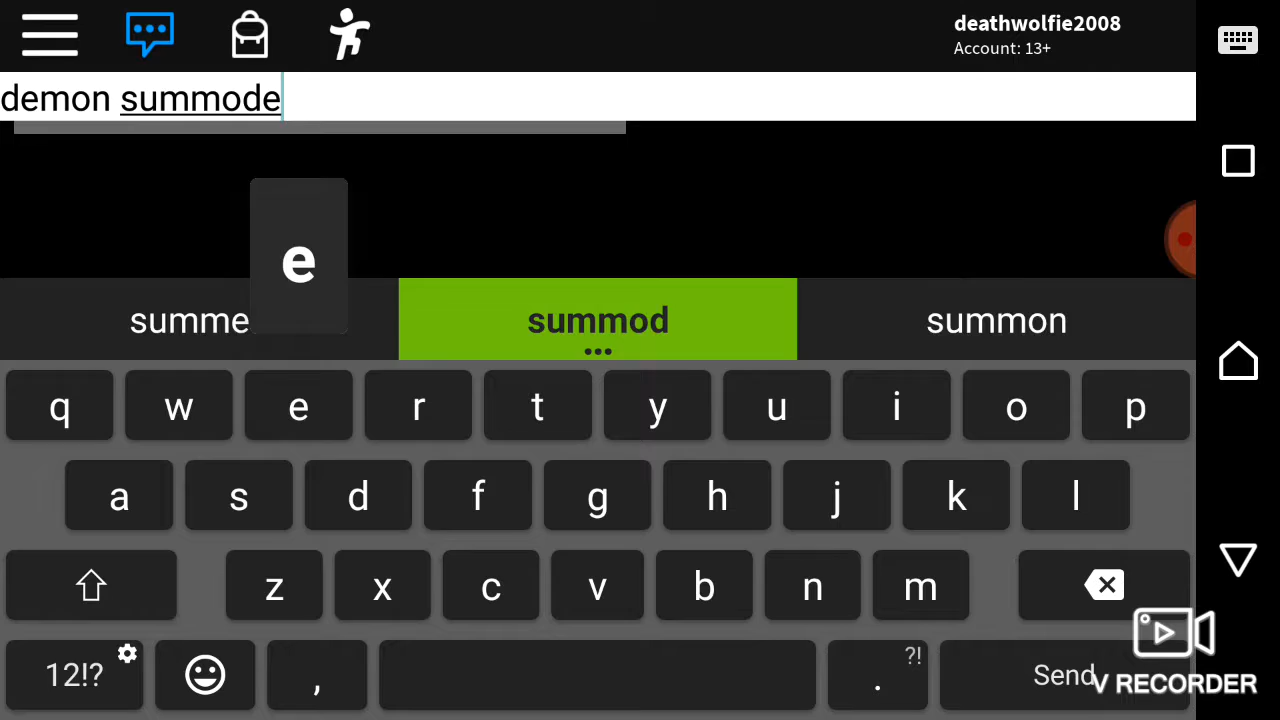 deathwolfie2008
Account: 13+
demon summode
e
summe
summod
summon
q w e r t y u i o p
a s d f g h j k l
z x c v b n m
12!? , . ?! Send
V RECORDER